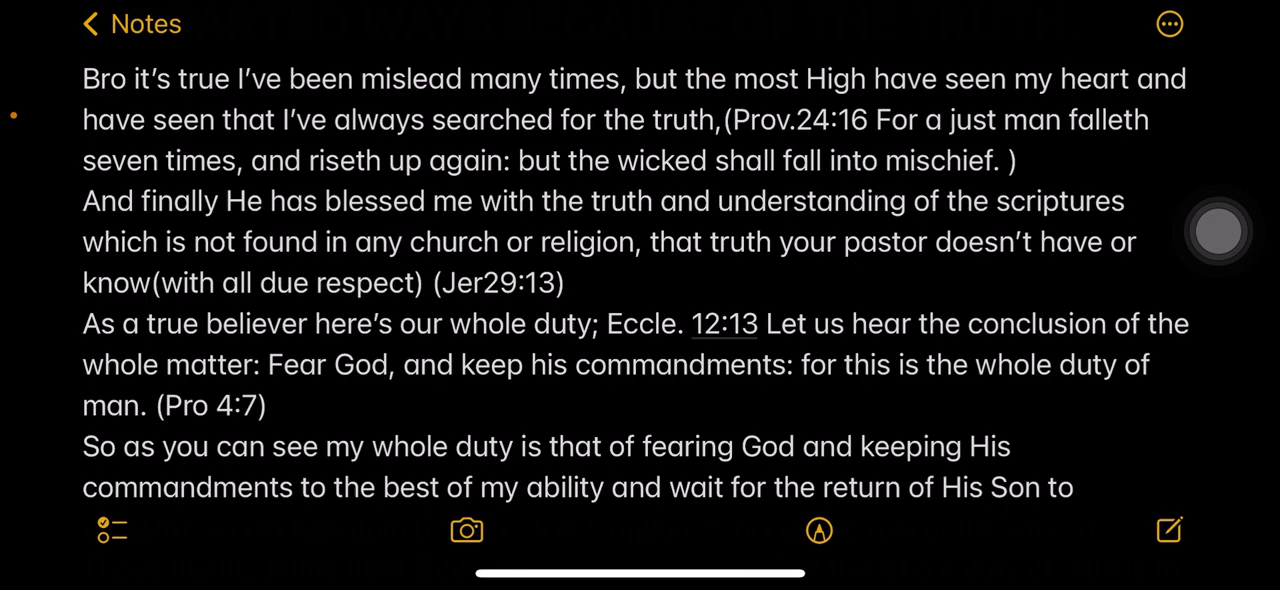 Notes
Bro it’s true I’ve been mislead many times, but the most High have seen my heart and
have seen that I’ve always searched for the truth,(Prov.24:16 For a just man falleth
seven times, and riseth up again: but the wicked shall fall into mischief. )
And finally He has blessed me with the truth and understanding of the scriptures
which is not found in any church or religion, that truth your pastor doesn’t have or
know(with all due respect) (Jer29:13)
As a true believer here’s our whole duty; Eccle. 12:13 Let us hear the conclusion of the
whole matter: Fear God, and keep his commandments: for this is the whole duty of
man. (Pro 4:7)
So as you can see my whole duty is that of fearing God and keeping His
commandments to the best of my ability and wait for the return of His Son to